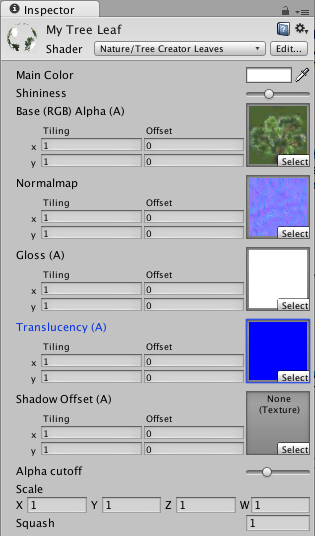 Inspector
My Tree Leaf
Shader Nature/Tree Creator Leaves Edit...
Main Color
Shininess
Base (RGB) Alpha (A)
Tiling Offset
x 1 0
y 1 0
Select
Normalmap
Tiling Offset
x 1 0
y 1 0
Select
Gloss (A)
Tiling Offset
x 1 0
y 1 0
Select
Translucency (A)
Tiling Offset
x 1 0
y 1 0
Select
Shadow Offset (A)
None
(Texture)
Tiling Offset
x 1 0
y 1 0
Select
Alpha cutoff
Scale
X 1 Y 1 Z 1 W 1
Squash 1